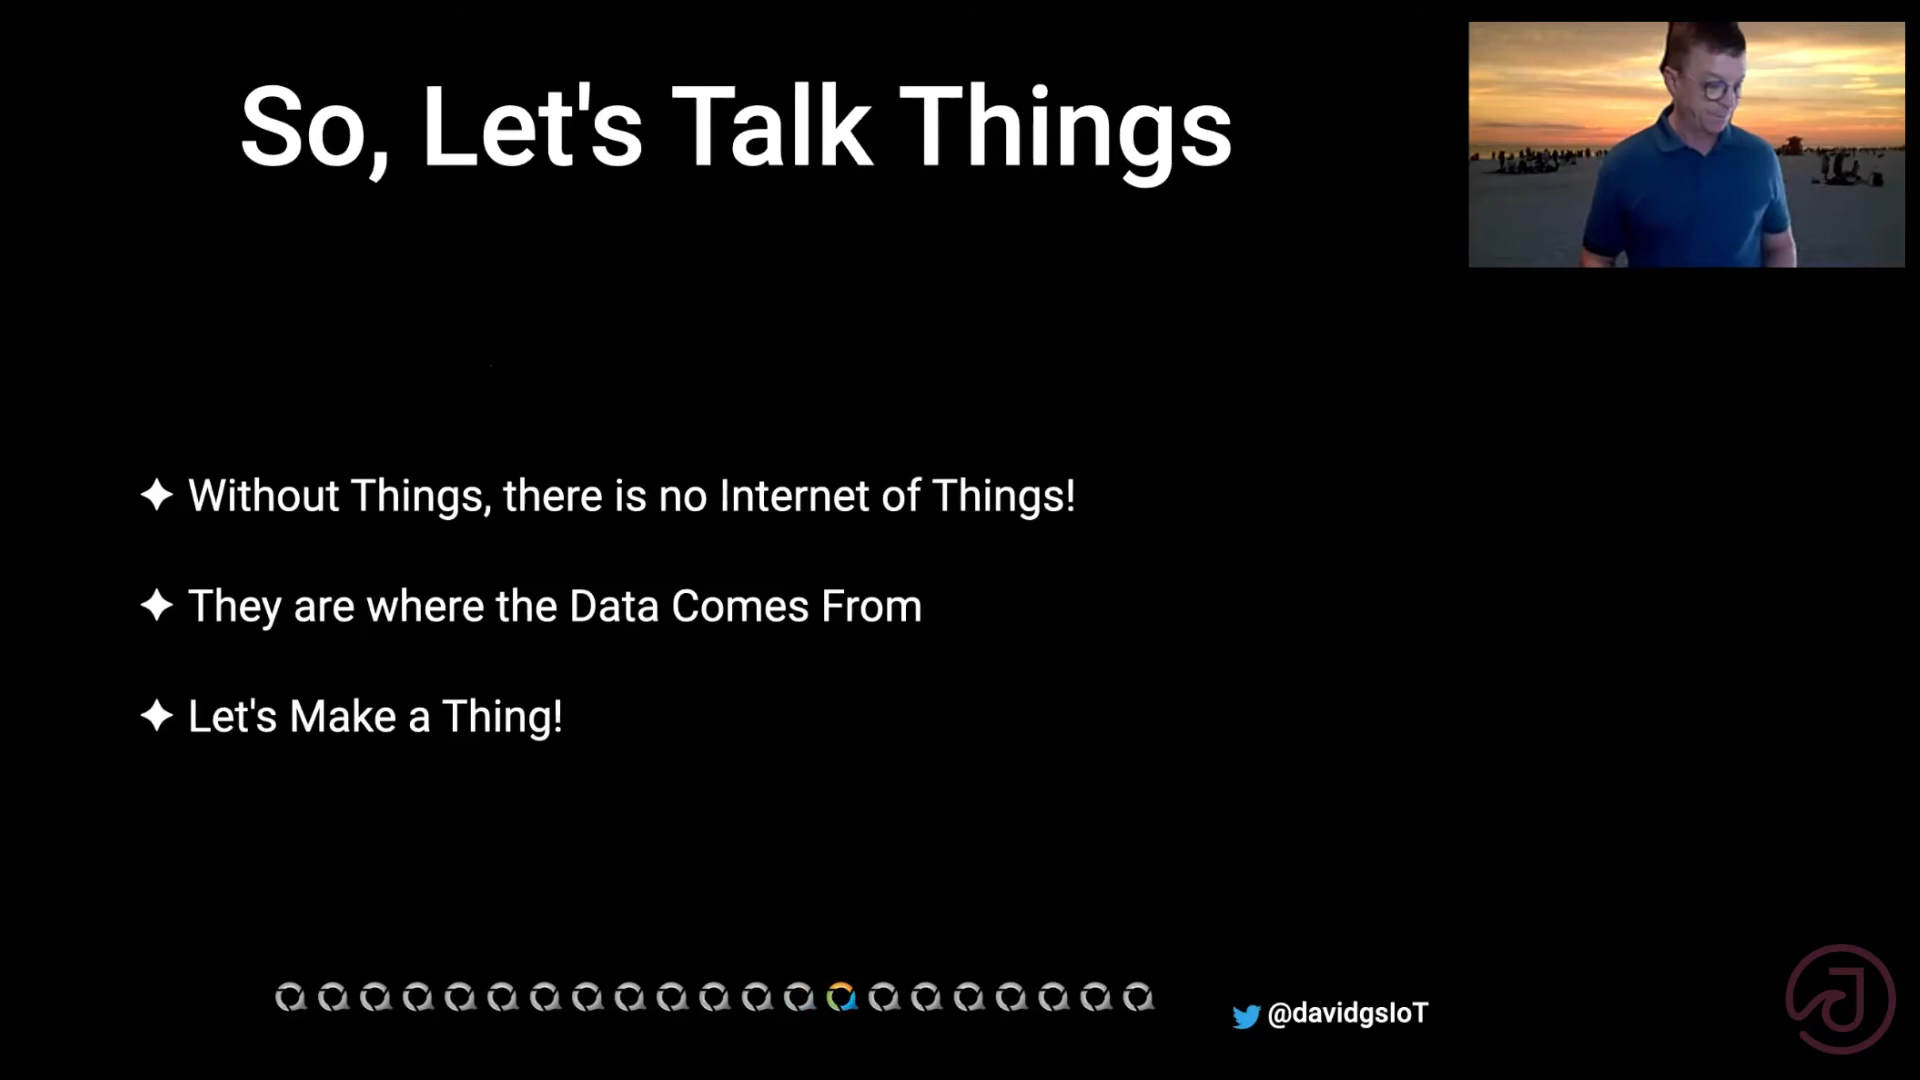 So, Let's Talk Things
✦ Without Things, there is no Internet of Things!
✦ They are where the Data Comes From
✦ Let's Make a Thing!
@davidgsIoT